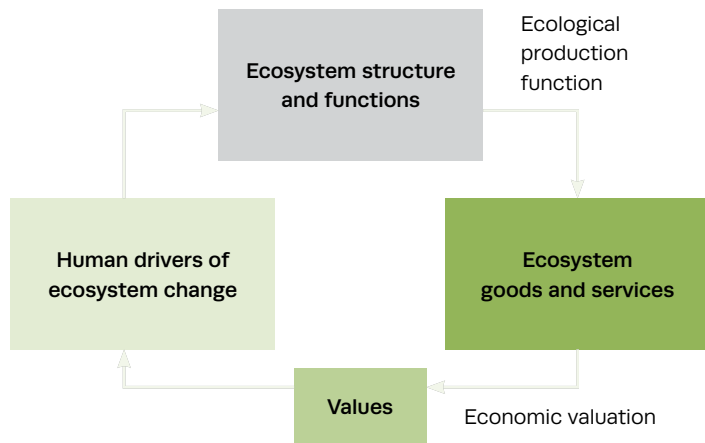 Ecosystem structure
and functions
Ecological
production
function
Human drivers of
ecosystem change
Ecosystem
goods and services
Values
Economic valuation